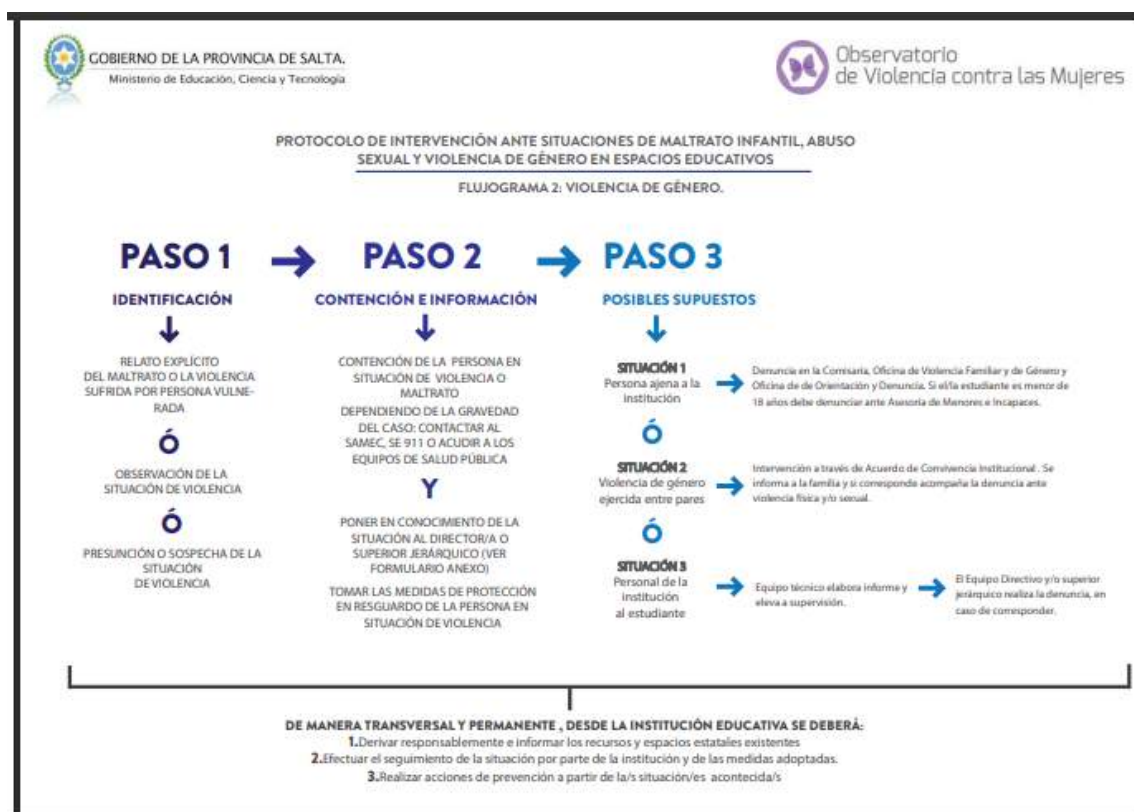 GOBIERNO DE LA PROVINCIA DE SALTA.
Ministerio de Educación, Ciencia y Tecnología
Observatorio
de Violencia contra las Mujeres
PROTOCOLO DE INTERVENCIÓN ANTE SITUACIONES DE MALTRATO INFANTIL, ABUSO
SEXUAL Y VIOLENCIA DE GÉNERO EN ESPACIOS EDUCATIVOS
FLUJOGRAMA 2: VIOLENCIA DE GÉNERO.
PASO 1
IDENTIFICACIÓN
RELATO EXPLÍCITO
DEL MALTRATO O LA VIOLENCIA
SUFRIDA POR PERSONA VULNE-
RADA
Ó
OBSERVACIÓN DE LA
SITUACIÓN DE VIOLENCIA
Ó
PRESUNCIÓN O SOSPECHA DE LA
SITUACIÓN
DE VIOLENCIA
PASO 2
CONTENCIÓN E INFORMACIÓN
CONTENCIÓN DE LA PERSONA EN
SITUACIÓN DE VIOLENCIA O
MALTRATO
DEPENDIENDO DE LA GRAVEDAD
DEL CASO: CONTACTAR AL
SAMEC, SE 911 O ACUDIR A LOS
EQUIPOS DE SALUD PÚBLICA
Y
PONER EN CONOCIMIENTO DE LA
SITUACIÓN AL DIRECTOR/A O
SUPERIOR JERÁRQUICO (VER
FORMULARIO ANEXO)
TOMAR LAS MEDIDAS DE PROTECCIÓN
EN RESGUARDO DE LA PERSONA EN
SITUACIÓN DE VIOLENCIA
PASO 3
POSIBLES SUPUESTOS
SITUACIÓN 1
Persona ajena a la
institución
Denuncia en la Comisaria, Oficina de Violencia Familiar y de Género y
Oficina de de Orientación y Denuncia. Si el/la estudiante es menor de
18 años debe denunciar ante Asesoría de Menores e Incapaces.
Ó
SITUACIÓN 2
Violencia de género
ejercida entre pares
Intervención a través de Acuerdo de Convivencia Institucional . Se
informa a la familia y si corresponde acompaña la denuncia ante
violencia física y/o sexual.
Ó
SITUACIÓN 3
Personal de la
institución
al estudiante
Equipo técnico elabora informe y
eleva a supervisión.
El Equipo Directivo y/o superior
jerárquico realiza la denuncia, en
caso de corresponder.
DE MANERA TRANSVERSAL Y PERMANENTE , DESDE LA INSTITUCIÓN EDUCATIVA SE DEBERÁ:
1.Derivar responsablemente e informar los recursos y espacios estatales existentes
2.Efectuar el seguimiento de la situación por parte de la institución y de las medidas adoptadas.
3.Realizar acciones de prevención a partir de la/s situación/es acontecida/s